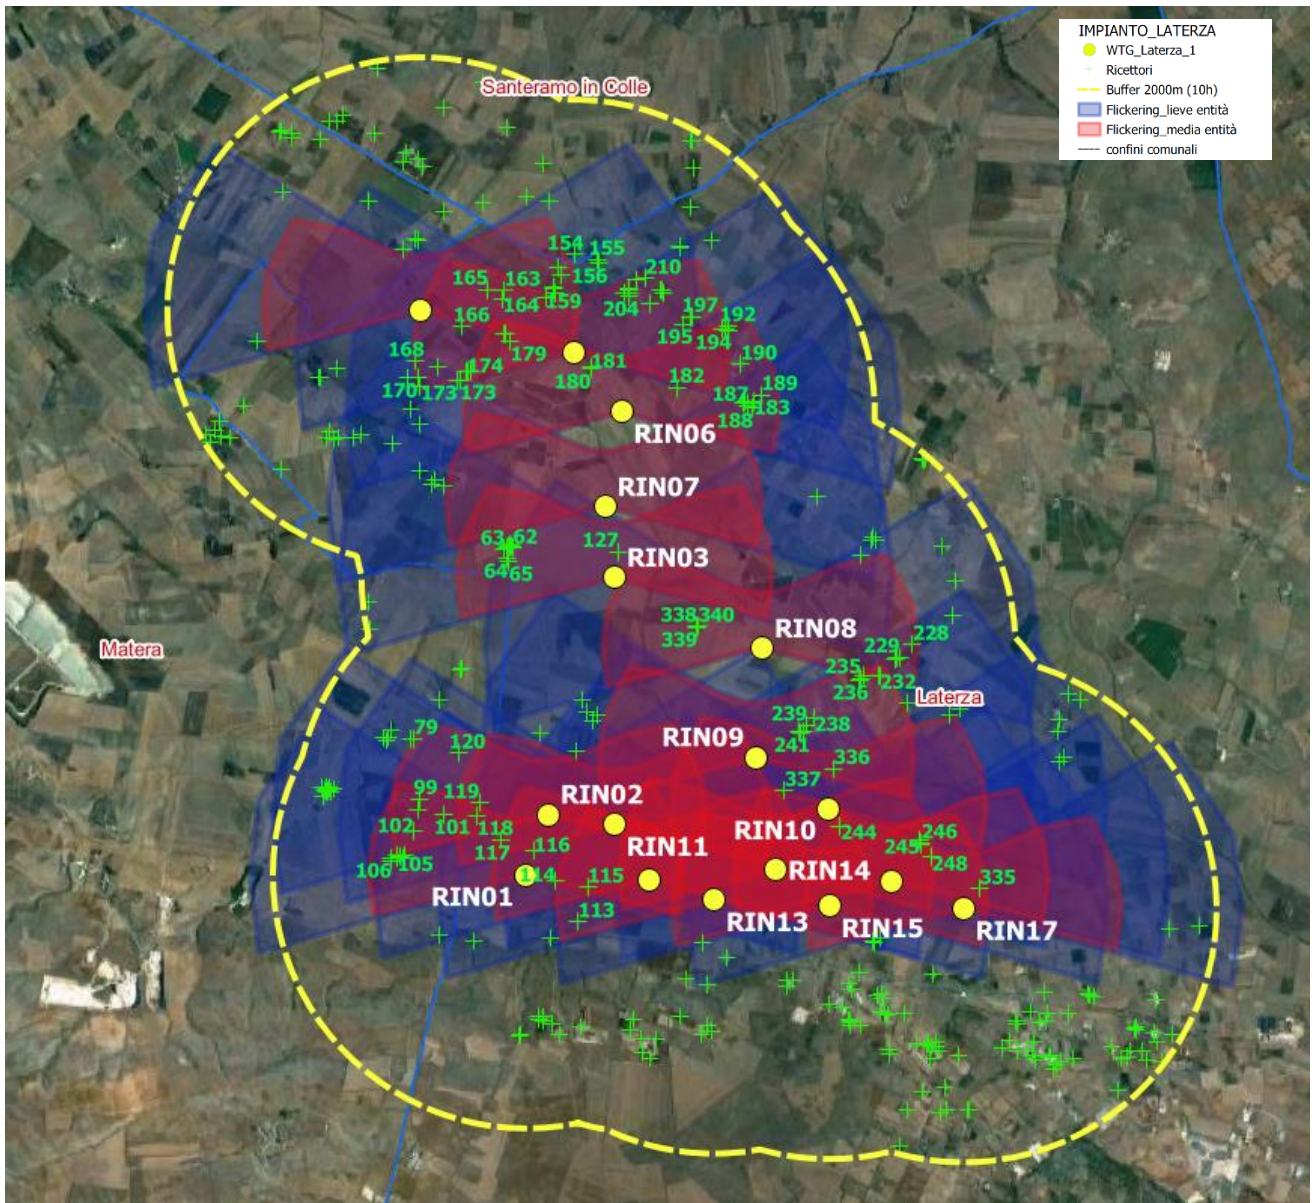 IMPIANTO_LATERZA
WTG_Laterza_1
Ricettori
Buffer 2000m (10h)
Flickering_lieve entità
Flickering_media entità
confini comunali
Santeramo in Colle
154
155
156
210
165
163
164
159
204
166
197
192
195
194
168
179
190
174
181
180
182
189
170
173
173
187
183
188
RIN06
RIN07
63
62
127
64
65
RIN03
338
340
339
RIN08
228
229
235
236
232
Matera
Laterza
79
120
239
238
RIN09
241
336
99
119
RIN02
337
102
101
118
RIN10
244
246
117
116
RIN11
245
248
106
105
114
115
RIN14
335
RIN01
113
RIN13
RIN15
RIN17